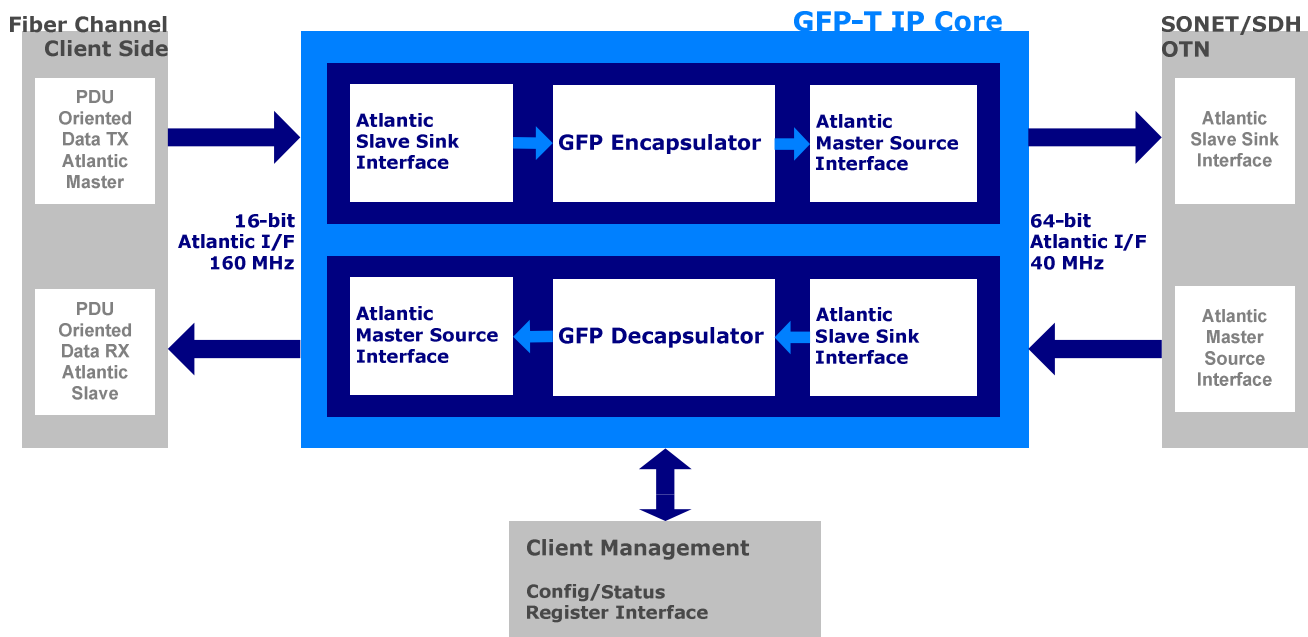 Fiber Channel
Client Side
GFP-T IP Core
SONET/SDH
OTN
PDU
Oriented
Data TX
Atlantic
Master
Atlantic
Slave Sink
Interface
GFP Encapsulator
Atlantic
Master Source
Interface
Atlantic
Slave Sink
Interface
16-bit
Atlantic I/F
160 MHz
64-bit
Atlantic I/F
40 MHz
PDU
Oriented
Data RX
Atlantic
Slave
Atlantic
Master Source
Interface
GFP Decapsulator
Atlantic
Slave Sink
Interface
Atlantic
Master
Source
Interface
Client Management
Config/Status
Register Interface